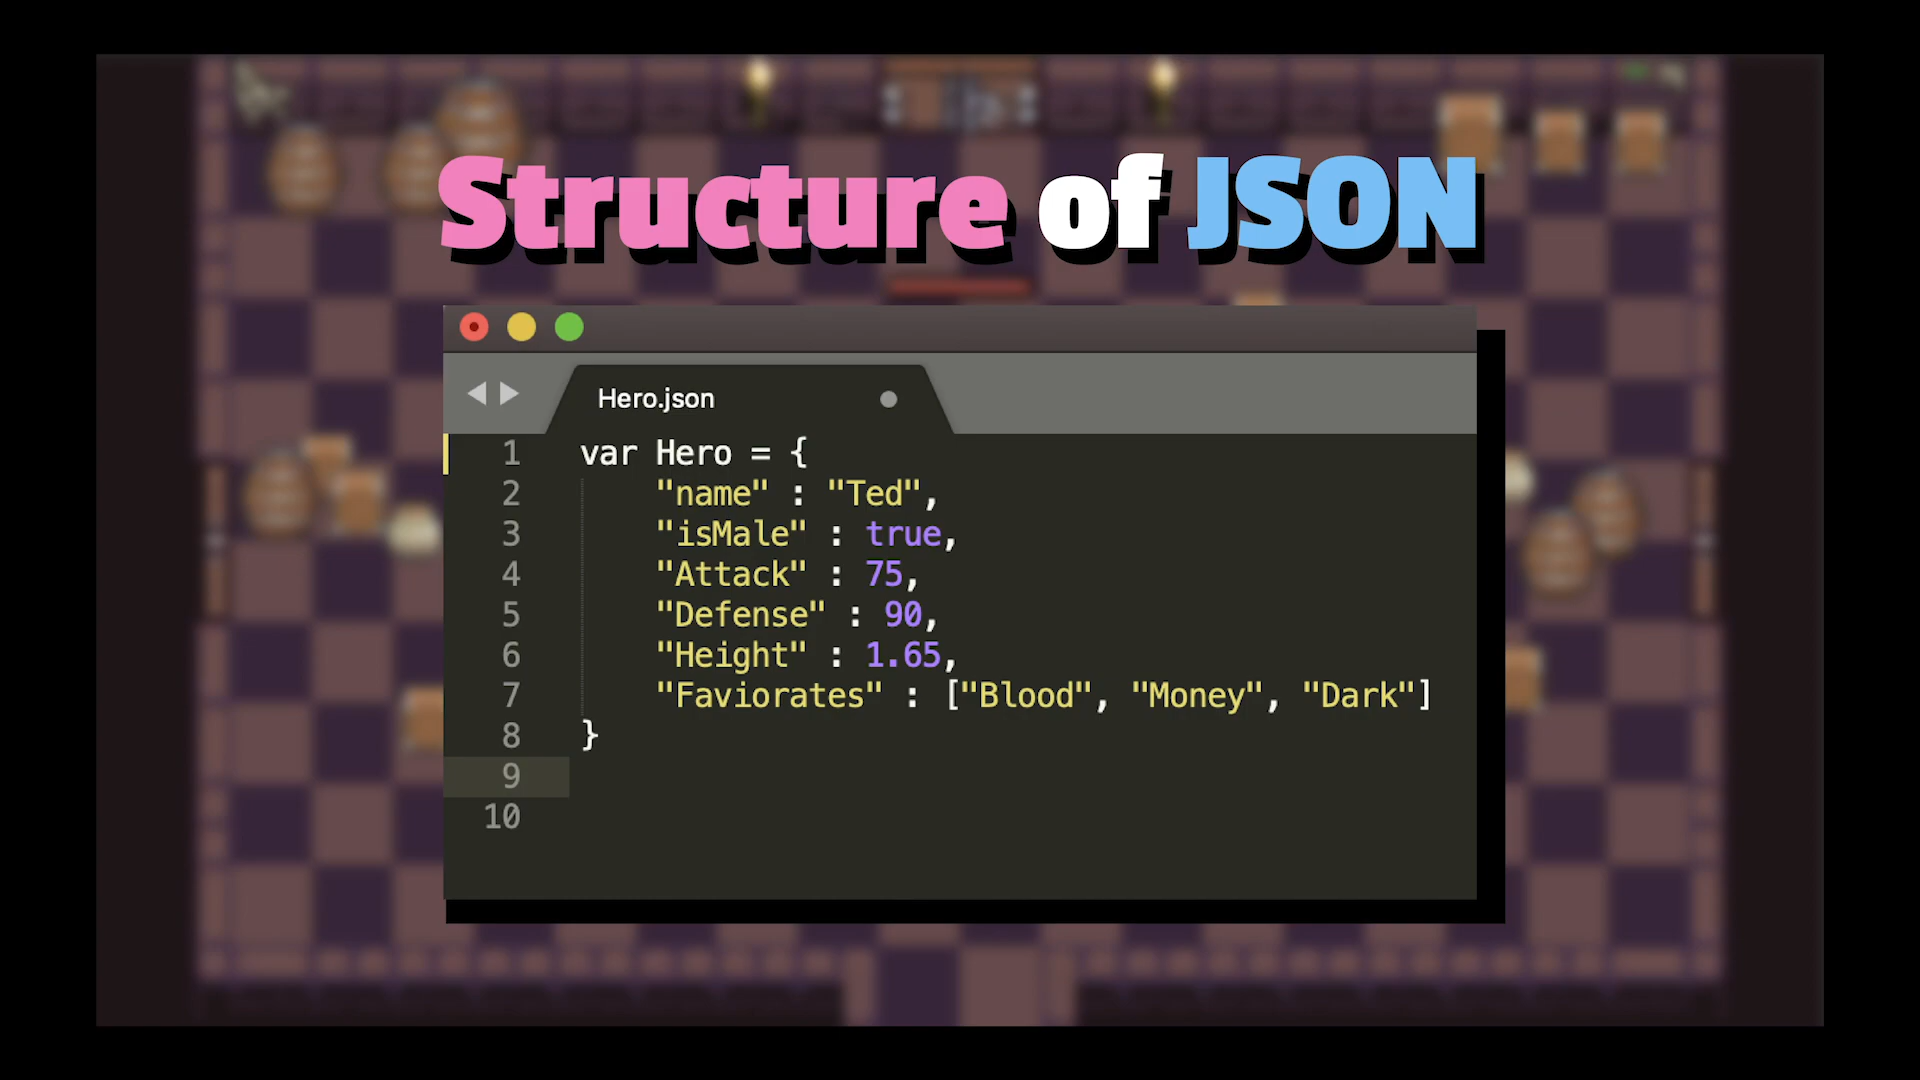 Structure of JSON
Hero.json
1 var Hero = {
2 "name" : "Ted",
3 "isMale" : true,
4 "Attack" : 75,
5 "Defense" : 90,
6 "Height" : 1.65,
7 "Faviorates" : ["Blood", "Money", "Dark"]
8 }
9
10